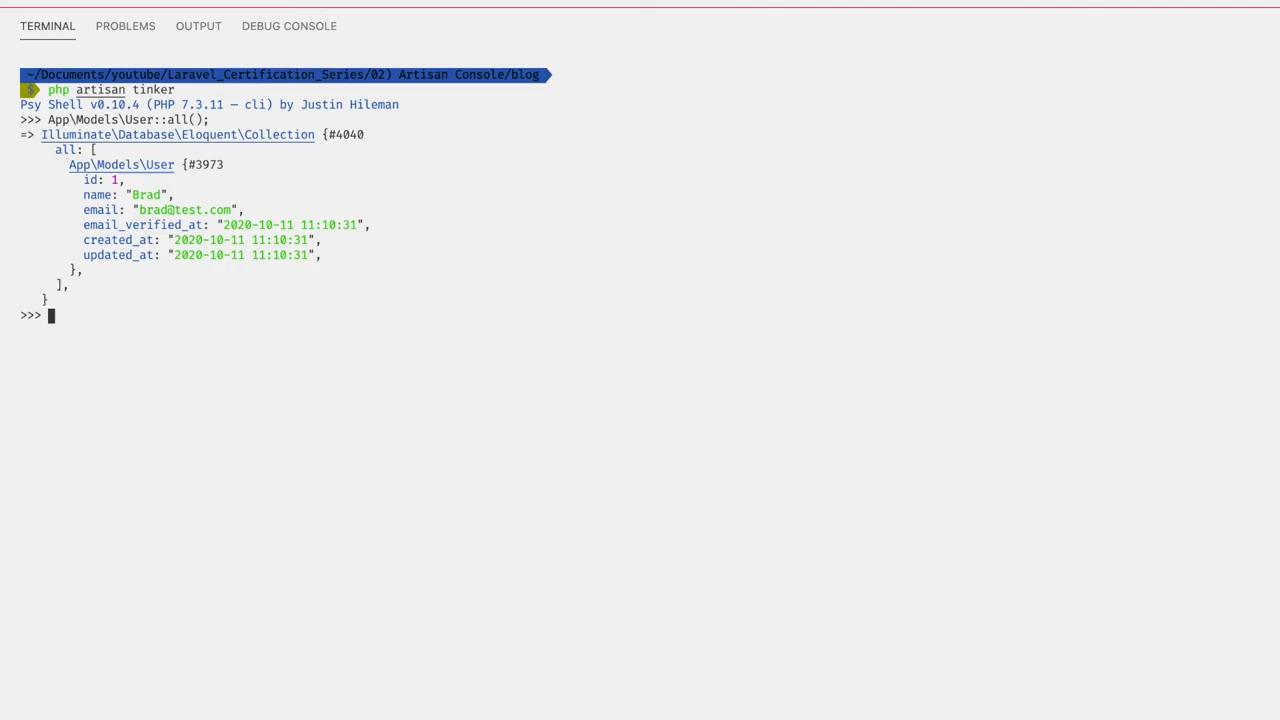 TERMINAL PROBLEMS OUTPUT DEBUG CONSOLE
~/Documents/youtube/Laravel_Certification_Series/02) Artisan Console/blog
$ php artisan tinker
Psy Shell v0.10.4 (PHP 7.3.11 — cli) by Justin Hileman
>>> App\Models\User::all();
=> Illuminate\Database\Eloquent\Collection {#4040
all: [
App\Models\User {#3973
id: 1,
name: "Brad",
email: "brad@test.com",
email_verified_at: "2020-10-11 11:10:31",
created_at: "2020-10-11 11:10:31",
updated_at: "2020-10-11 11:10:31",
},
],
}
>>>